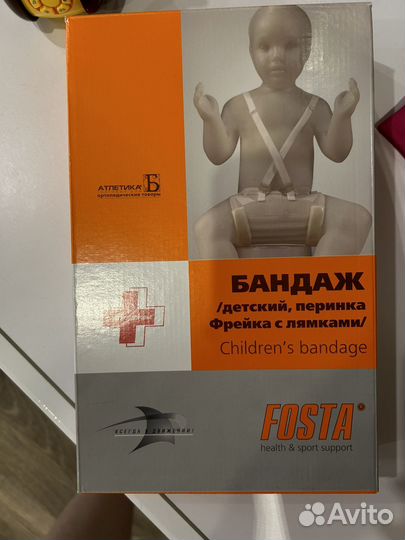 АТЛЕТИКА Б
ортопедические товары
БАНДАЖ
/детский, перинка
Фрейка с лямками/
Children's bandage
ВСЕГДА В ДВИЖЕНИИ!
FOSTA®
health & sport support
Avito